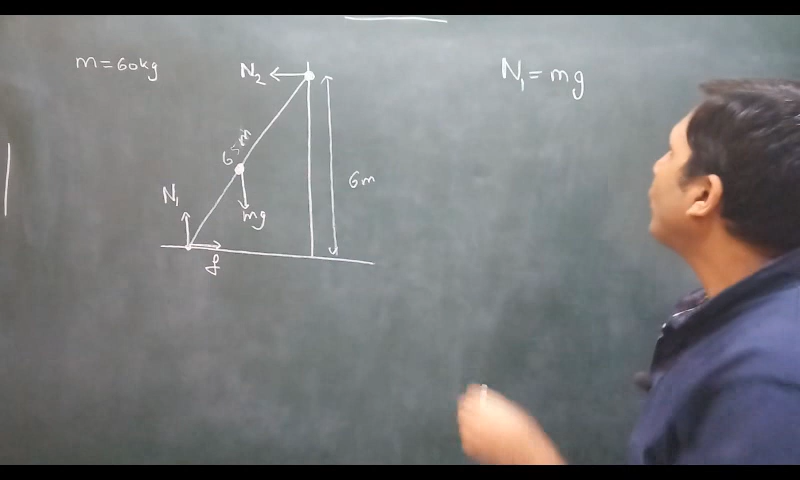 m = 60kg
N2
N1 = mg
6.5m
6m
N1
mg
f